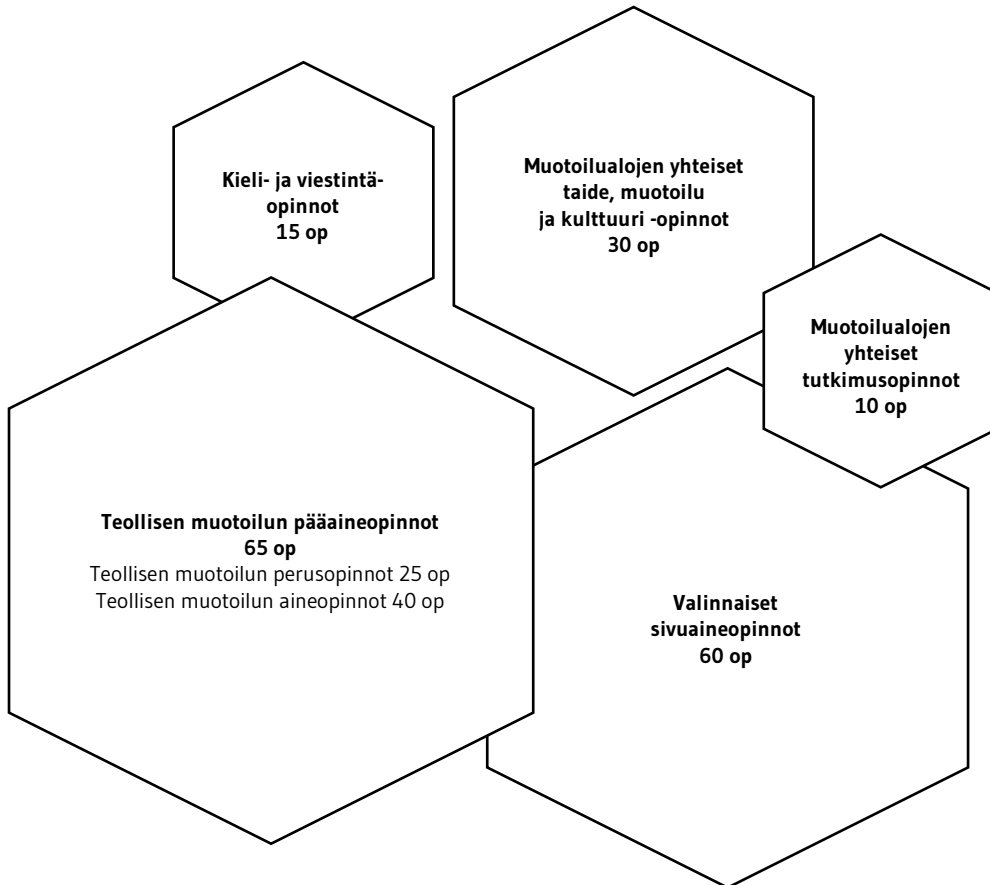 Kieli- ja viestintä-
opinnot
15 op
Muotoilualojen yhteiset
taide, muotoilu
ja kulttuuri -opinnot
30 op
Muotoilualojen
yhteiset
tutkimusopinnot
10 op
Teollisen muotoilun pääaineopinnot
65 op
Teollisen muotoilun perusopinnot 25 op
Teollisen muotoilun aineopinnot 40 op
Valinnaiset
sivuaineopinnot
60 op